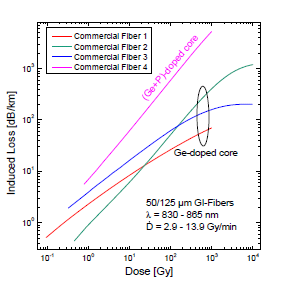 Commercial Fiber 1
Commercial Fiber 2
Commercial Fiber 3
Commercial Fiber 4
(Ge+P)-doped core
Ge-doped core
50/125 µm GI-Fibers
λ = 830 - 865 nm
Ḋ = 2.9 - 13.9 Gy/min
Induced Loss [dB/km]
10³
10²
10¹
10⁰
10⁻¹
10⁰
10¹
10²
10³
10⁴
Dose [Gy]